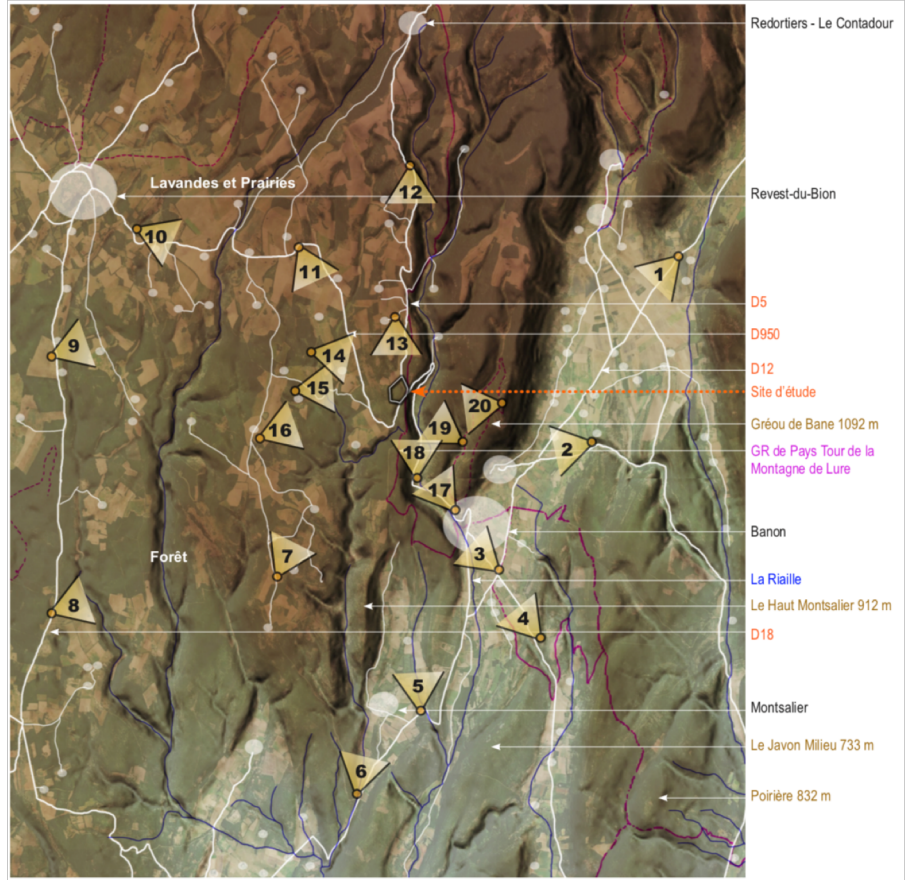 Redortiers - Le Contadour
Lavandes et Prairies
12
Revest-du-Bion
10
11
1
D5
9
13
D950
14
D12
15
Site d'étude
20
16
19
Gréou de Bane 1092 m
18
2
GR de Pays Tour de la
Montagne de Lure
17
Banon
Forêt
7
3
La Riaille
8
Le Haut Montsalier 912 m
4
D18
5
Montsalier
Le Javon Milieu 733 m
6
Poirière 832 m